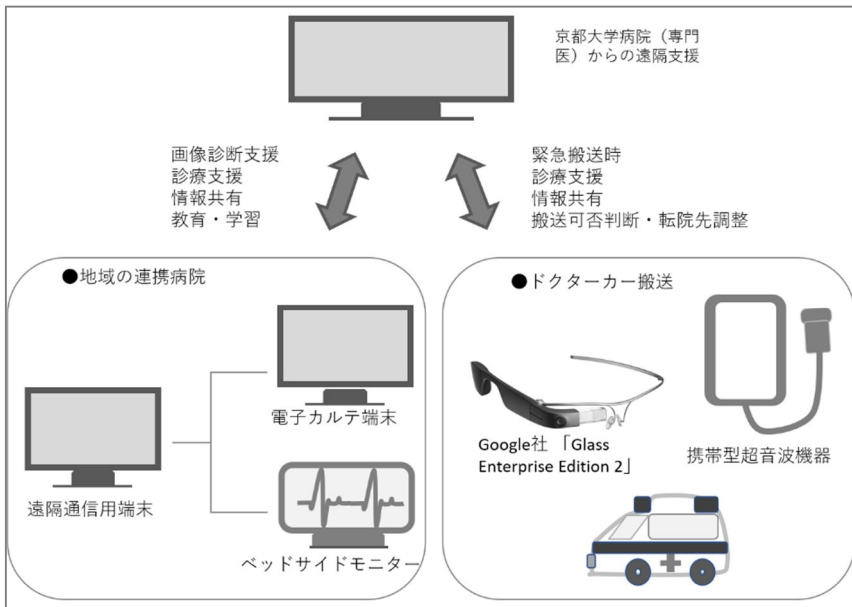 京都大学病院（専門
医）からの遠隔支援
画像診断支援
診療支援
情報共有
教育・学習
緊急搬送時
診療支援
情報共有
搬送可否判断・転院先調整
●地域の連携病院
電子カルテ端末
遠隔通信用端末
ベッドサイドモニター
●ドクターカー搬送
Google社 「Glass
Enterprise Edition 2」
携帯型超音波機器